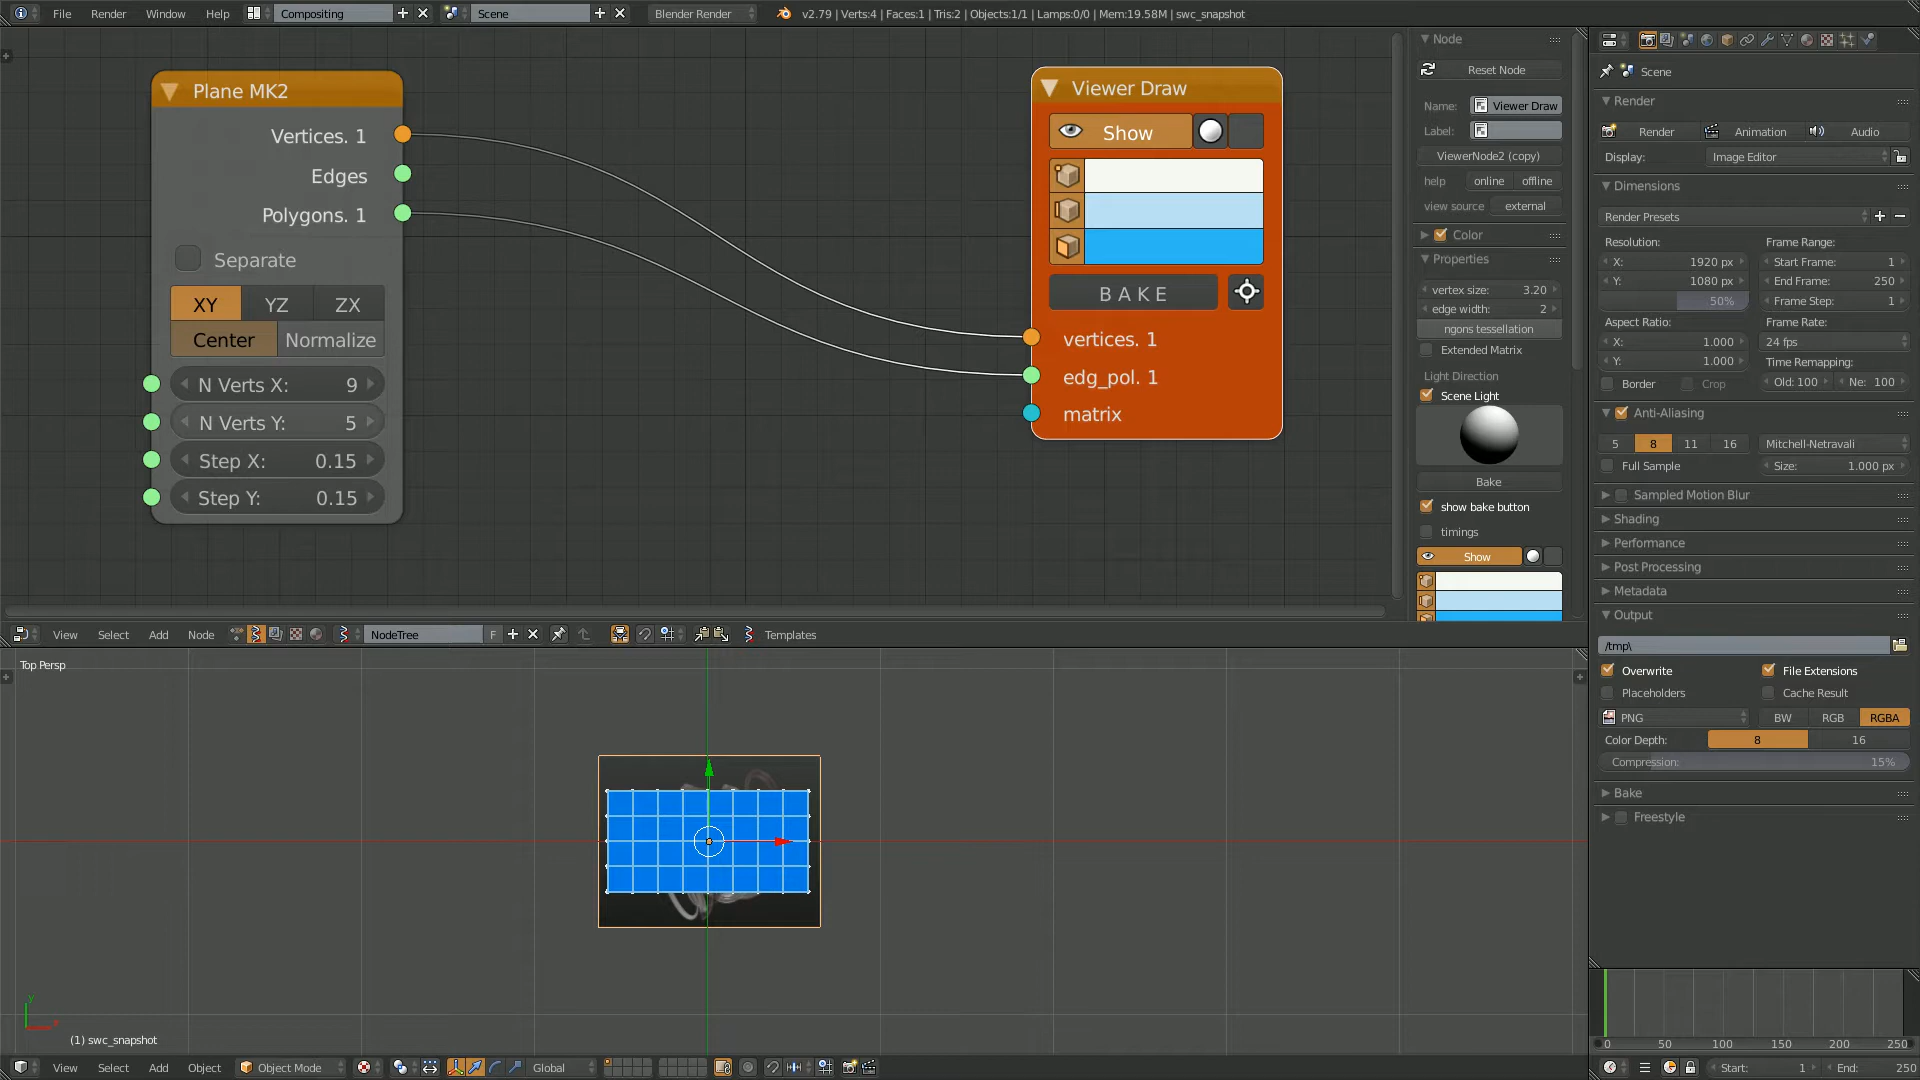 File Render Window Help Compositing Scene Blender Render v2.79 | Verts:4 | Faces:1 | Tris:2 | Objects:1/1 | Lamps:0/0 | Mem:19.58M | swc_snapshot
Plane MK2
Vertices. 1
Edges
Polygons. 1
Separate
XY YZ ZX
Center Normalize
N Verts X: 9
N Verts Y: 5
Step X: 0.15
Step Y: 0.15
Viewer Draw
Show
BAKE
vertices. 1
edg_pol. 1
matrix
Node
Reset Node
Name: Viewer Draw
Label:
ViewerNode2 (copy)
help online offline
view source external
Color
Properties
vertex size: 3.20
edge width: 2
ngons tessellation
Extended Matrix
Light Direction
Scene Light
Bake
show bake button
timings
Show
Scene
Render
Render Animation Audio
Display: Image Editor
Dimensions
Render Presets
Resolution: Frame Range:
X: 1920 px Start Frame: 1
Y: 1080 px End Frame: 250
50% Frame Step: 1
Aspect Ratio: Frame Rate:
X: 1.000 24 fps
Y: 1.000 Time Remapping:
Border Crop Old: 100 Ne: 100
Anti-Aliasing
5 8 11 16 Mitchell-Netravali
Full Sample Size: 1.000 px
Sampled Motion Blur
Shading
Performance
Post Processing
Metadata
Output
/tmp\
Overwrite File Extensions
Placeholders Cache Result
PNG BW RGB RGBA
Color Depth: 8 16
Compression: 15%
Bake
Freestyle
View Select Add Node NodeTree F Templates
Top Persp
y
x
(1) swc_snapshot
View Select Add Object Object Mode Global
0 50 100 150 200 250
Start: 1 End: 250